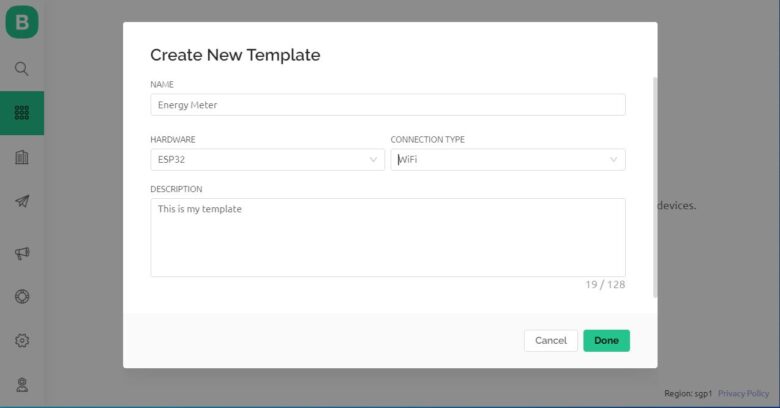 B
Create New Template
NAME
Energy Meter
HARDWARE
CONNECTION TYPE
ESP32
WiFi
DESCRIPTION
This is my template
devices.
19 / 128
Cancel
Done
Region: sgp1 Privacy Policy